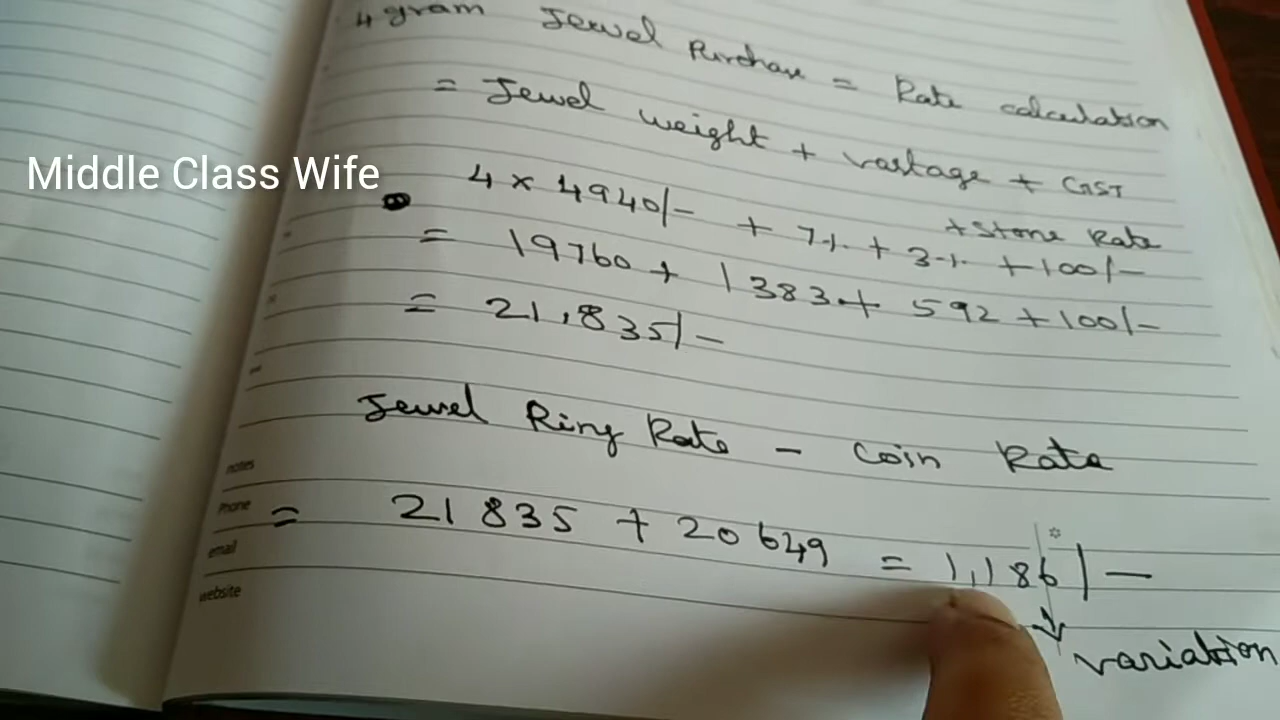 4 gram Jewel Purchase = Rate calculation
= Jewel weight + vastage + GST
+ Stone Rate
Middle Class Wife
4 × 4940/- + 7% + 3% + 100/-
= 19760 + 1383 + 592 + 100/-
= 21,835/-
Jewel Ring Rate - Coin Rate
= 21835 + 20649 = 1,186/-
variation
notes
Phone
email
website